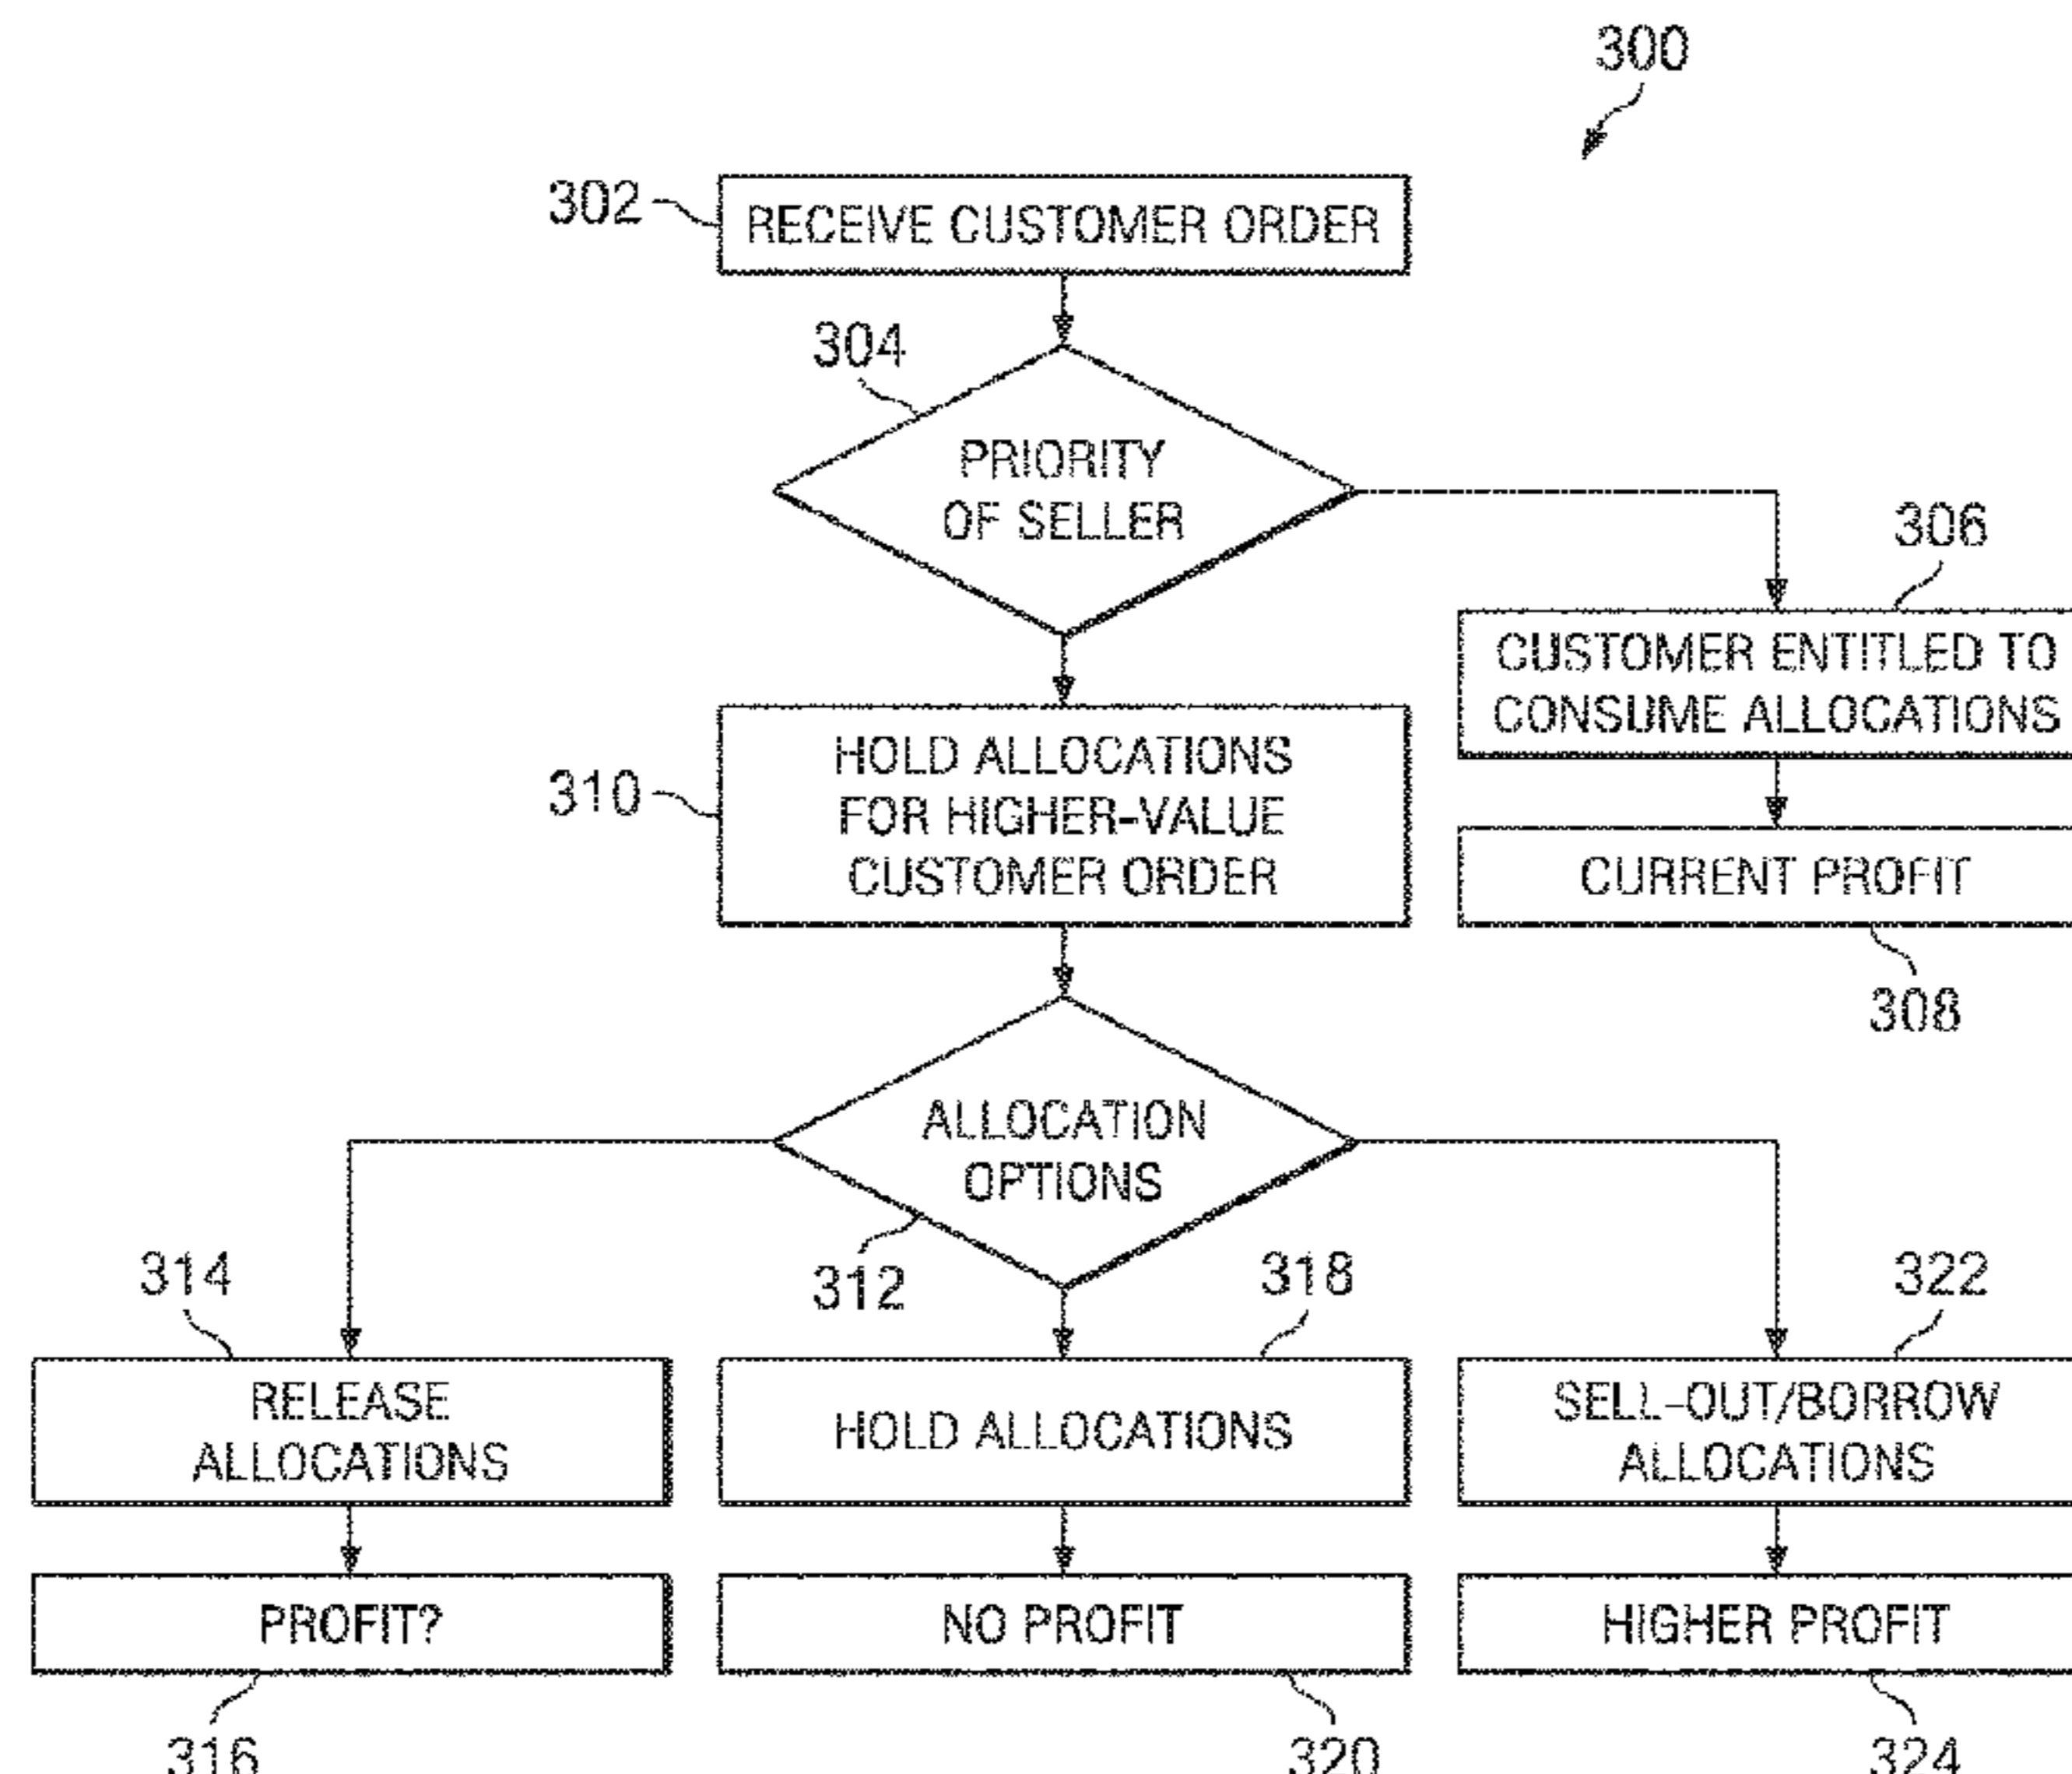 300
302
RECEIVE CUSTOMER ORDER
304
PRIORITY
OF SELLER
306
CUSTOMER ENTITLED TO
CONSUME ALLOCATIONS
310
HOLD ALLOCATIONS
FOR HIGHER-VALUE
CUSTOMER ORDER
CURRENT PROFIT
308
ALLOCATION
OPTIONS
312
314
318
322
RELEASE
ALLOCATIONS
HOLD ALLOCATIONS
SELL-OUT/BORROW
ALLOCATIONS
PROFIT?
NO PROFIT
HIGHER PROFIT
316
320
324